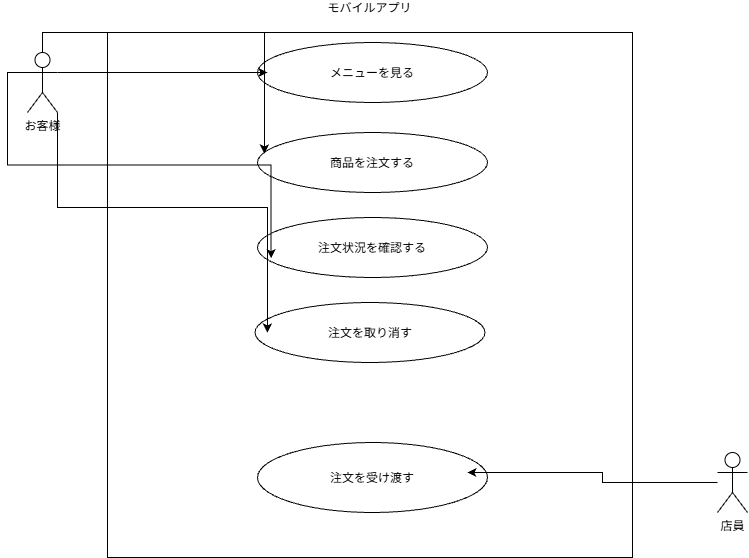 モバイルアプリ
メニューを見る
お客様
商品を注文する
注文状況を確認する
注文を取り消す
注文を受け渡す
店員